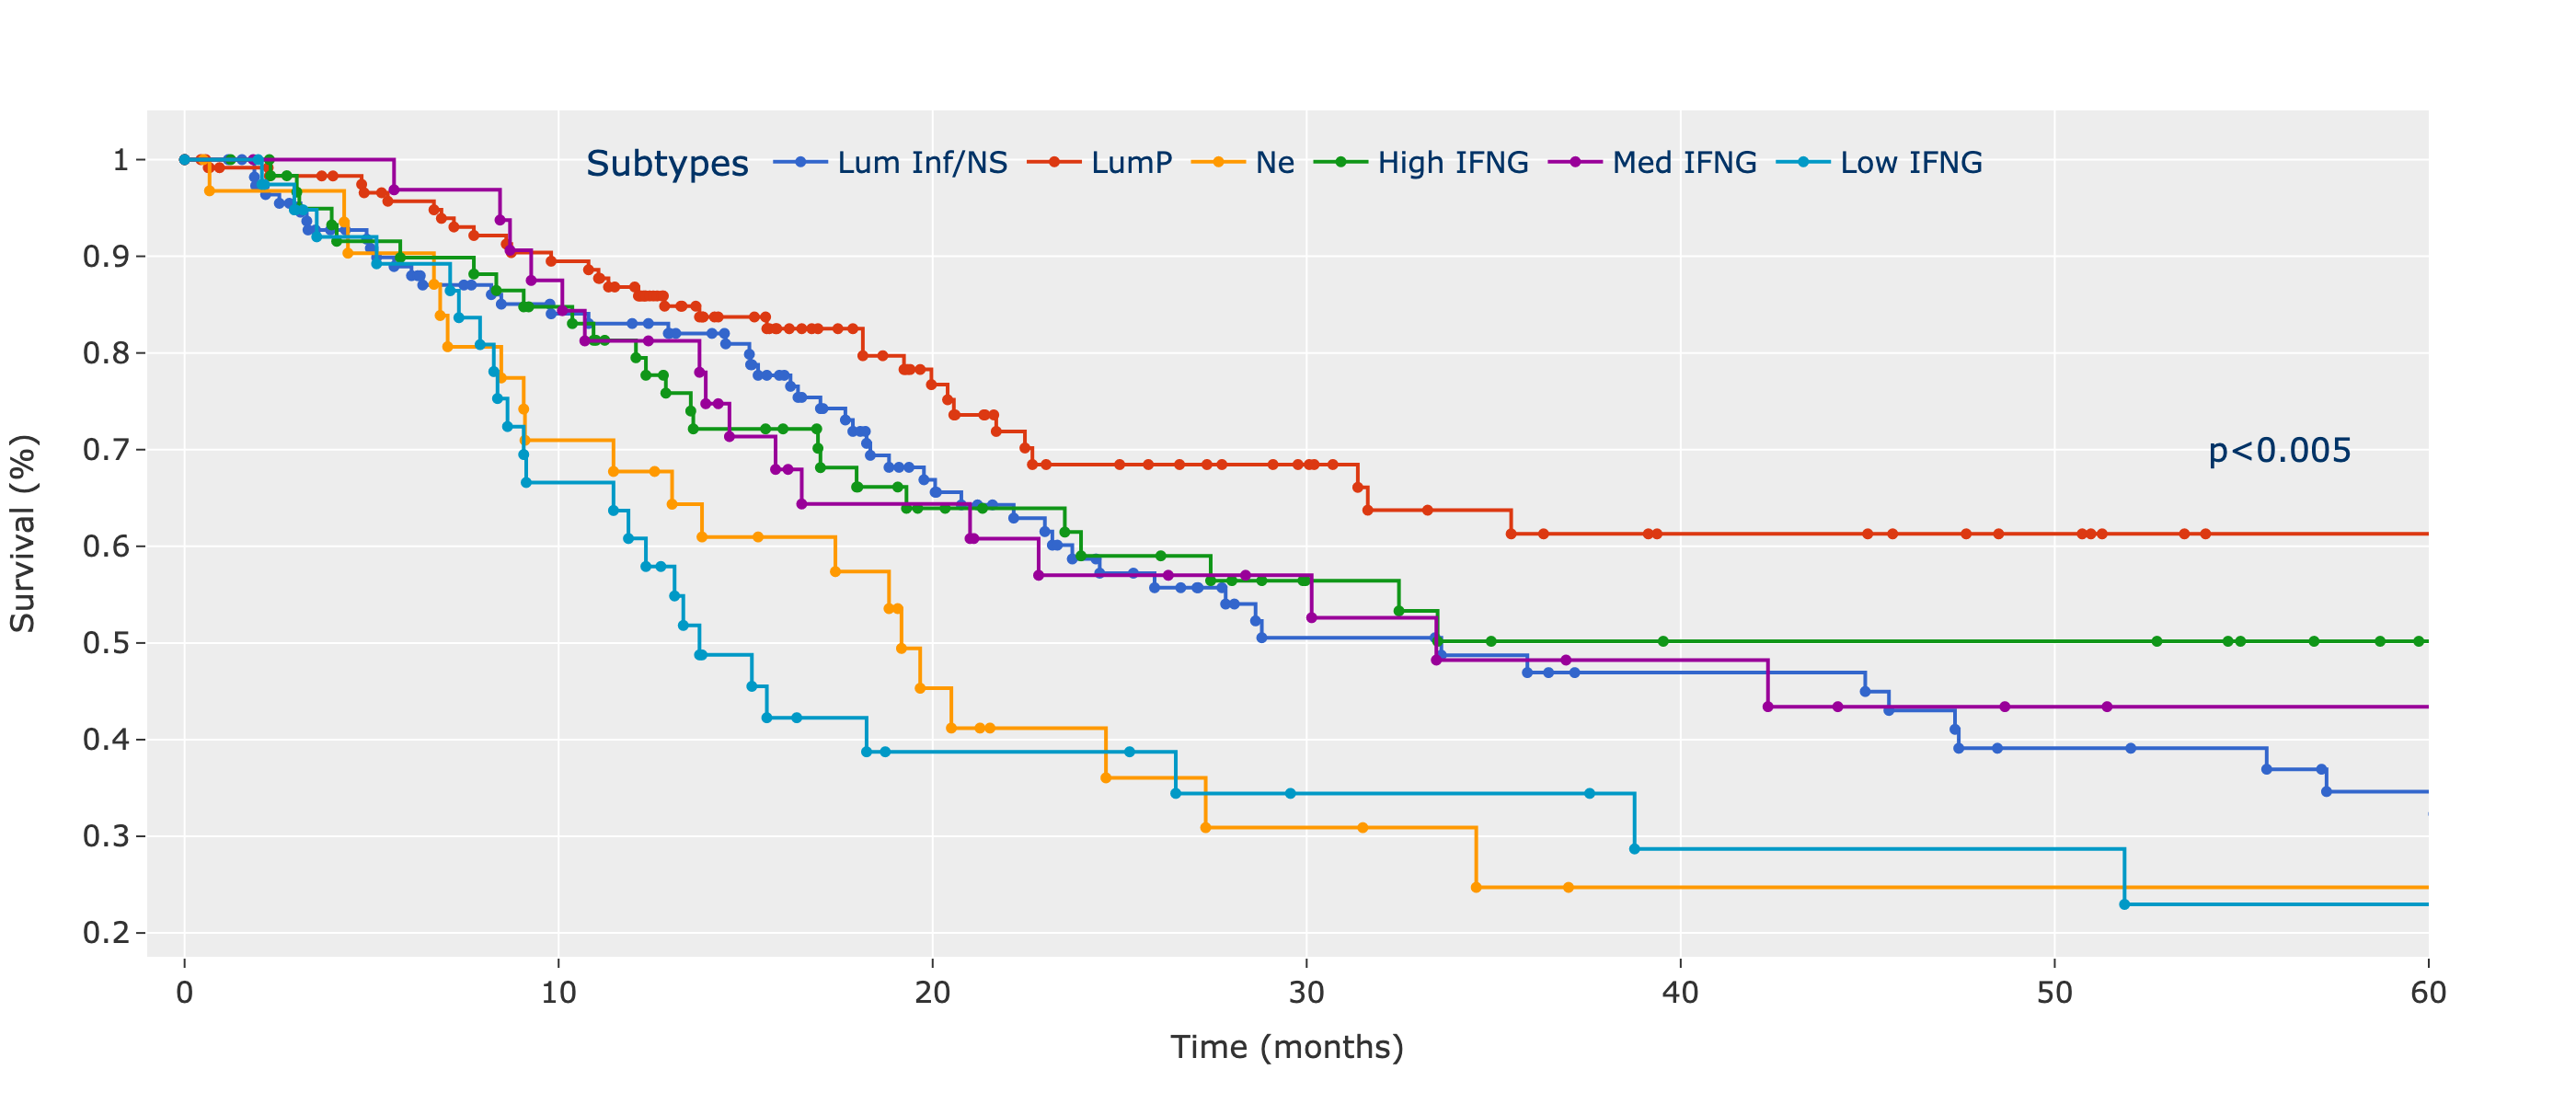 Subtypes Lum Inf/NS LumP Ne High IFNG Med IFNG Low IFNG
1
0.9
0.8
0.7
0.6
0.5
0.4
0.3
0.2
Survival (%)
p<0.005
0 10 20 30 40 50 60
Time (months)